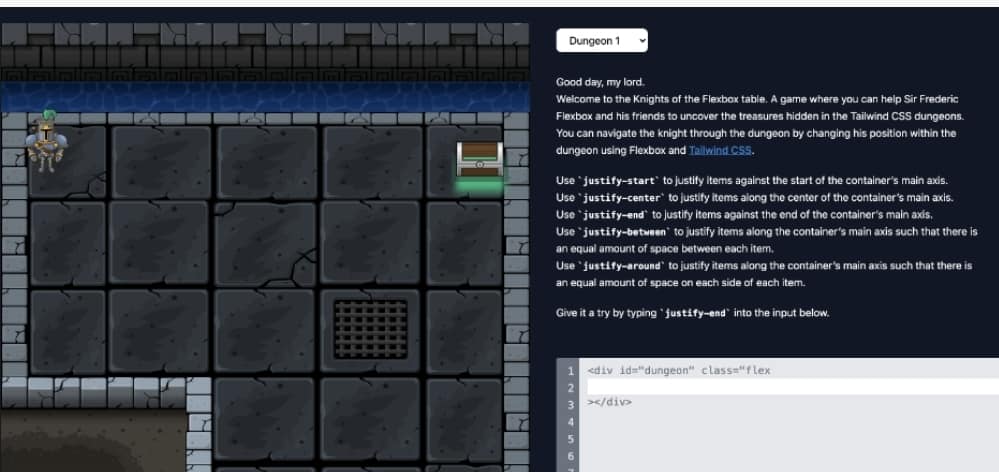 Dungeon 1
Good day, my lord.
Welcome to the Knights of the Flexbox table. A game where you can help Sir Frederic
Flexbox and his friends to uncover the treasures hidden in the Tailwind CSS dungeons.
You can navigate the knight through the dungeon by changing his position within the
dungeon using Flexbox and Tailwind CSS.
Use `justify-start` to justify items against the start of the container's main axis.
Use `justify-center` to justify items along the center of the container's main axis.
Use `justify-end` to justify items against the end of the container's main axis.
Use `justify-between` to justify items along the container's main axis such that there is
an equal amount of space between each item.
Use `justify-around` to justify items along the container's main axis such that there is
an equal amount of space on each side of each item.
Give it a try by typing `justify-end` into the input below.
1 <div id="dungeon" class="flex
2
3 ></div>
4
5
6